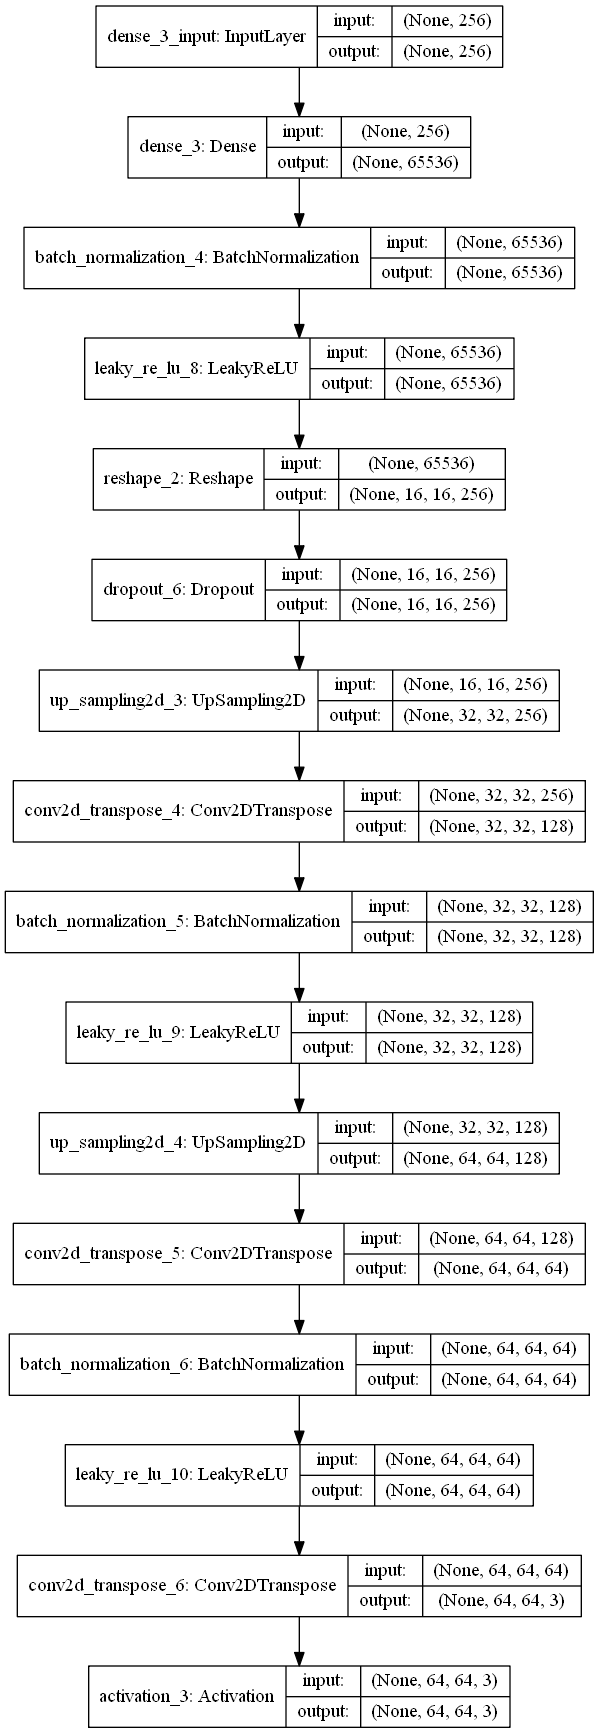 dense_3_input: InputLayer
input: (None, 256)
output: (None, 256)
dense_3: Dense
input: (None, 256)
output: (None, 65536)
batch_normalization_4: BatchNormalization
input: (None, 65536)
output: (None, 65536)
leaky_re_lu_8: LeakyReLU
input: (None, 65536)
output: (None, 65536)
reshape_2: Reshape
input: (None, 65536)
output: (None, 16, 16, 256)
dropout_6: Dropout
input: (None, 16, 16, 256)
output: (None, 16, 16, 256)
up_sampling2d_3: UpSampling2D
input: (None, 16, 16, 256)
output: (None, 32, 32, 256)
conv2d_transpose_4: Conv2DTranspose
input: (None, 32, 32, 256)
output: (None, 32, 32, 128)
batch_normalization_5: BatchNormalization
input: (None, 32, 32, 128)
output: (None, 32, 32, 128)
leaky_re_lu_9: LeakyReLU
input: (None, 32, 32, 128)
output: (None, 32, 32, 128)
up_sampling2d_4: UpSampling2D
input: (None, 32, 32, 128)
output: (None, 64, 64, 128)
conv2d_transpose_5: Conv2DTranspose
input: (None, 64, 64, 128)
output: (None, 64, 64, 64)
batch_normalization_6: BatchNormalization
input: (None, 64, 64, 64)
output: (None, 64, 64, 64)
leaky_re_lu_10: LeakyReLU
input: (None, 64, 64, 64)
output: (None, 64, 64, 64)
conv2d_transpose_6: Conv2DTranspose
input: (None, 64, 64, 64)
output: (None, 64, 64, 3)
activation_3: Activation
input: (None, 64, 64, 3)
output: (None, 64, 64, 3)